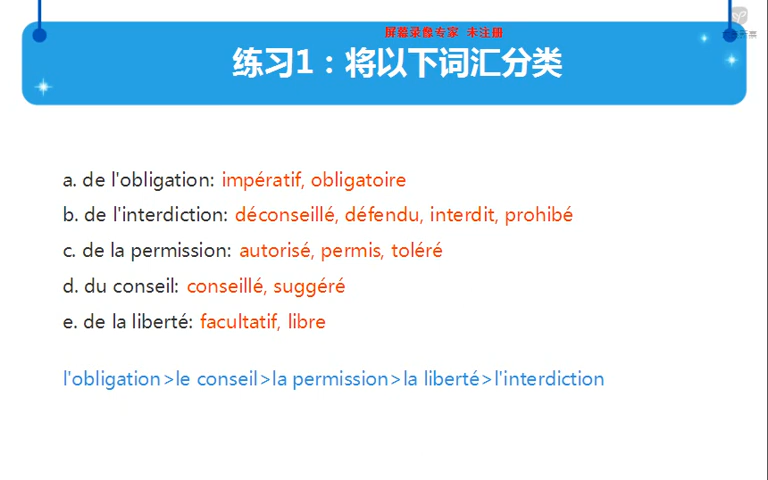 屏幕录像专家 未注册
练习1：将以下词汇分类
a. de l'obligation: impératif, obligatoire
b. de l'interdiction: déconseillé, défendu, interdit, prohibé
c. de la permission: autorisé, permis, toléré
d. du conseil: conseillé, suggéré
e. de la liberté: facultatif, libre
l'obligation>le conseil>la permission>la liberté>l'interdiction